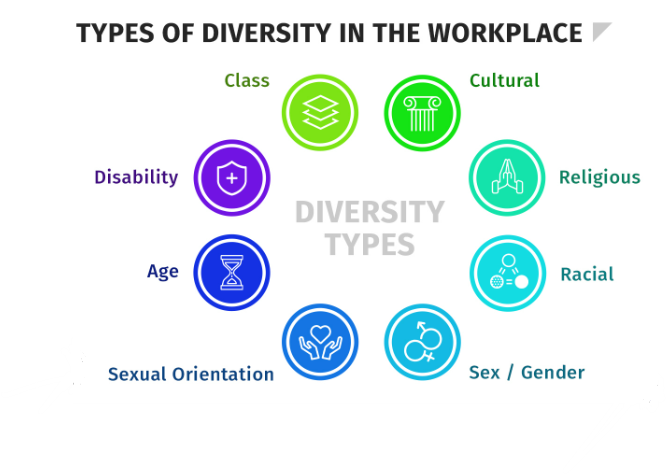 TYPES OF DIVERSITY IN THE WORKPLACE
Class
Cultural
Disability
Religious
DIVERSITY
TYPES
Age
Racial
Sexual Orientation
Sex / Gender